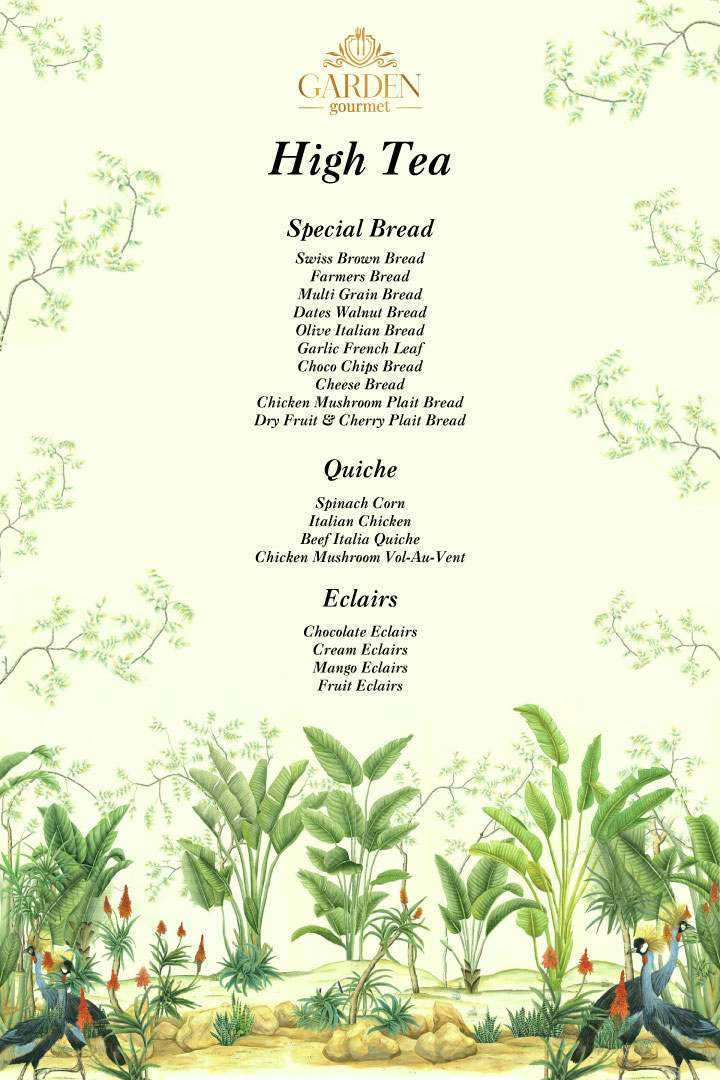 GARDEN
gourmet
High Tea
Special Bread
Swiss Brown Bread
Farmers Bread
Multi Grain Bread
Dates Walnut Bread
Olive Italian Bread
Garlic French Leaf
Choco Chips Bread
Cheese Bread
Chicken Mushroom Plait Bread
Dry Fruit & Cherry Plait Bread
Quiche
Spinach Corn
Italian Chicken
Beef Italia Quiche
Chicken Mushroom Vol-Au-Vent
Eclairs
Chocolate Eclairs
Cream Eclairs
Mango Eclairs
Fruit Eclairs